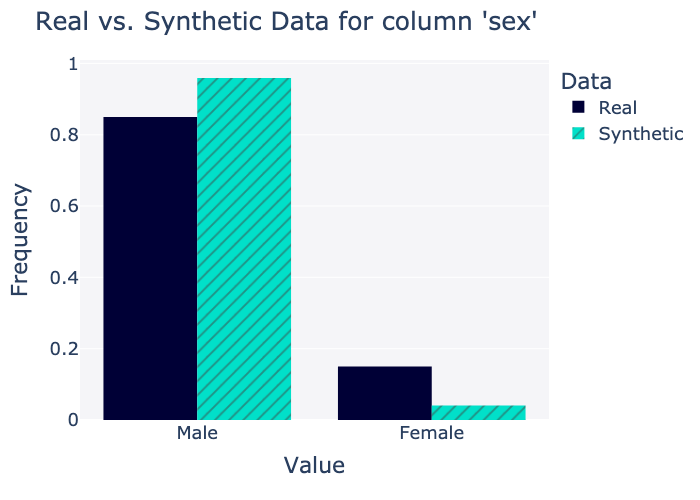 Real vs. Synthetic Data for column 'sex'
Data
Real
Synthetic
Frequency
1
0.8
0.6
0.4
0.2
0
Male
Female
Value